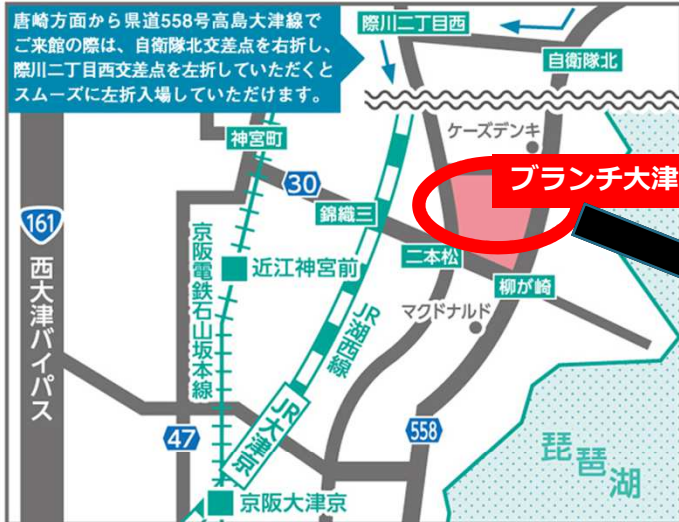 唐崎方面から県道558号高島大津線で
ご来館の際は、自衛隊北交差点を右折し、
際川二丁目西交差点を左折していただくと
スムーズに左折入場していただけます。
際川二丁目西
自衛隊北
ケーズデンキ
神宮町
ブランチ大津
30
錦織三
161
二本松
近江神宮前
柳が崎
マクドナルド
西大津バイパス
京阪電鉄石山坂本線
JR湖西線
JR大津京
47
558
琵琶湖
京阪大津京